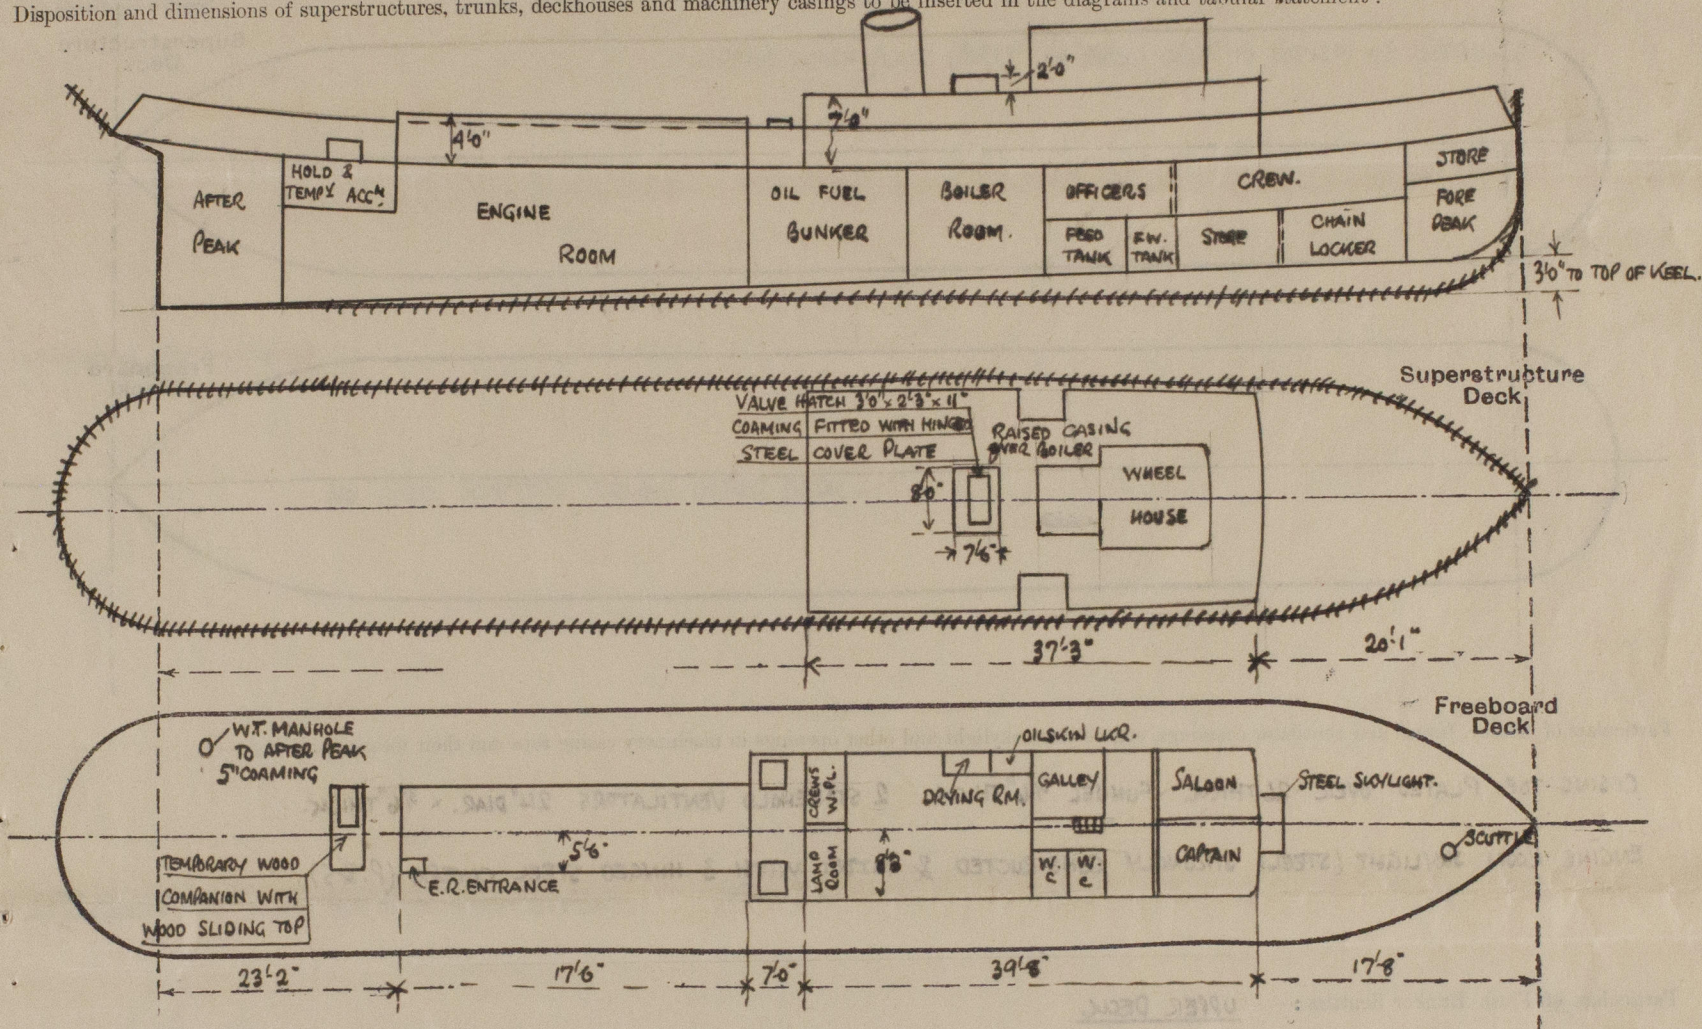 Disposition and dimensions of superstructures, trunks, deckhouses and machinery casings to be inserted in the diagrams and tabular statement:
2'0"
7'0"
4'0"
HOLD &
TEMPY ACCN.
AFTER
PEAK
ENGINE
ROOM
OIL FUEL
BUNKER
BOILER
ROOM.
OFFICERS
FEED
TANK
F.W.
TANK
CREW.
STORE
CHAIN
LOCKER
STORE
FORE
PEAK
3'0" TO TOP OF KEEL.
Superstructure
Deck
VALVE HATCH 3'0" x 2'3" x 11"
COAMING FITTED WITH HINGED
STEEL COVER PLATE
RAISED CASING
OVER BOILER
WHEEL
HOUSE
8'0"
7'6"
37'3"
20'1"
Freeboard
Deck
W.T. MANHOLE
TO AFTER PEAK
5" COAMING
TEMPORARY WOOD
COMPANION WITH
WOOD SLIDING TOP
E.R. ENTRANCE
5'6"
CREWS
W.PL.
LAMP
ROOM
DRYING RM.
OILSKIN LKR.
GALLEY
W.C
W.C
SALOON
CAPTAIN
STEEL SKYLIGHT.
SCUTTLE
23'2"
17'6"
7'0"
39'8"
17'8"